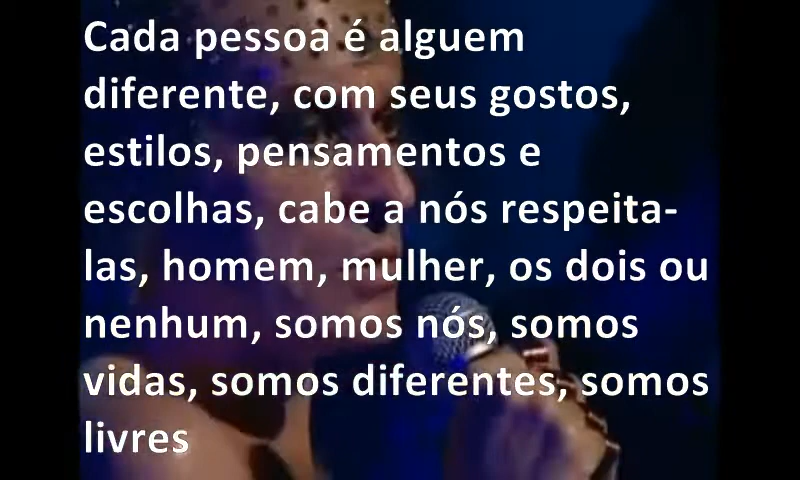 Cada pessoa é alguem
diferente, com seus gostos,
estilos, pensamentos e
escolhas, cabe a nós respeita-
las, homem, mulher, os dois ou
nenhum, somos nós, somos
vidas, somos diferentes, somos
livres